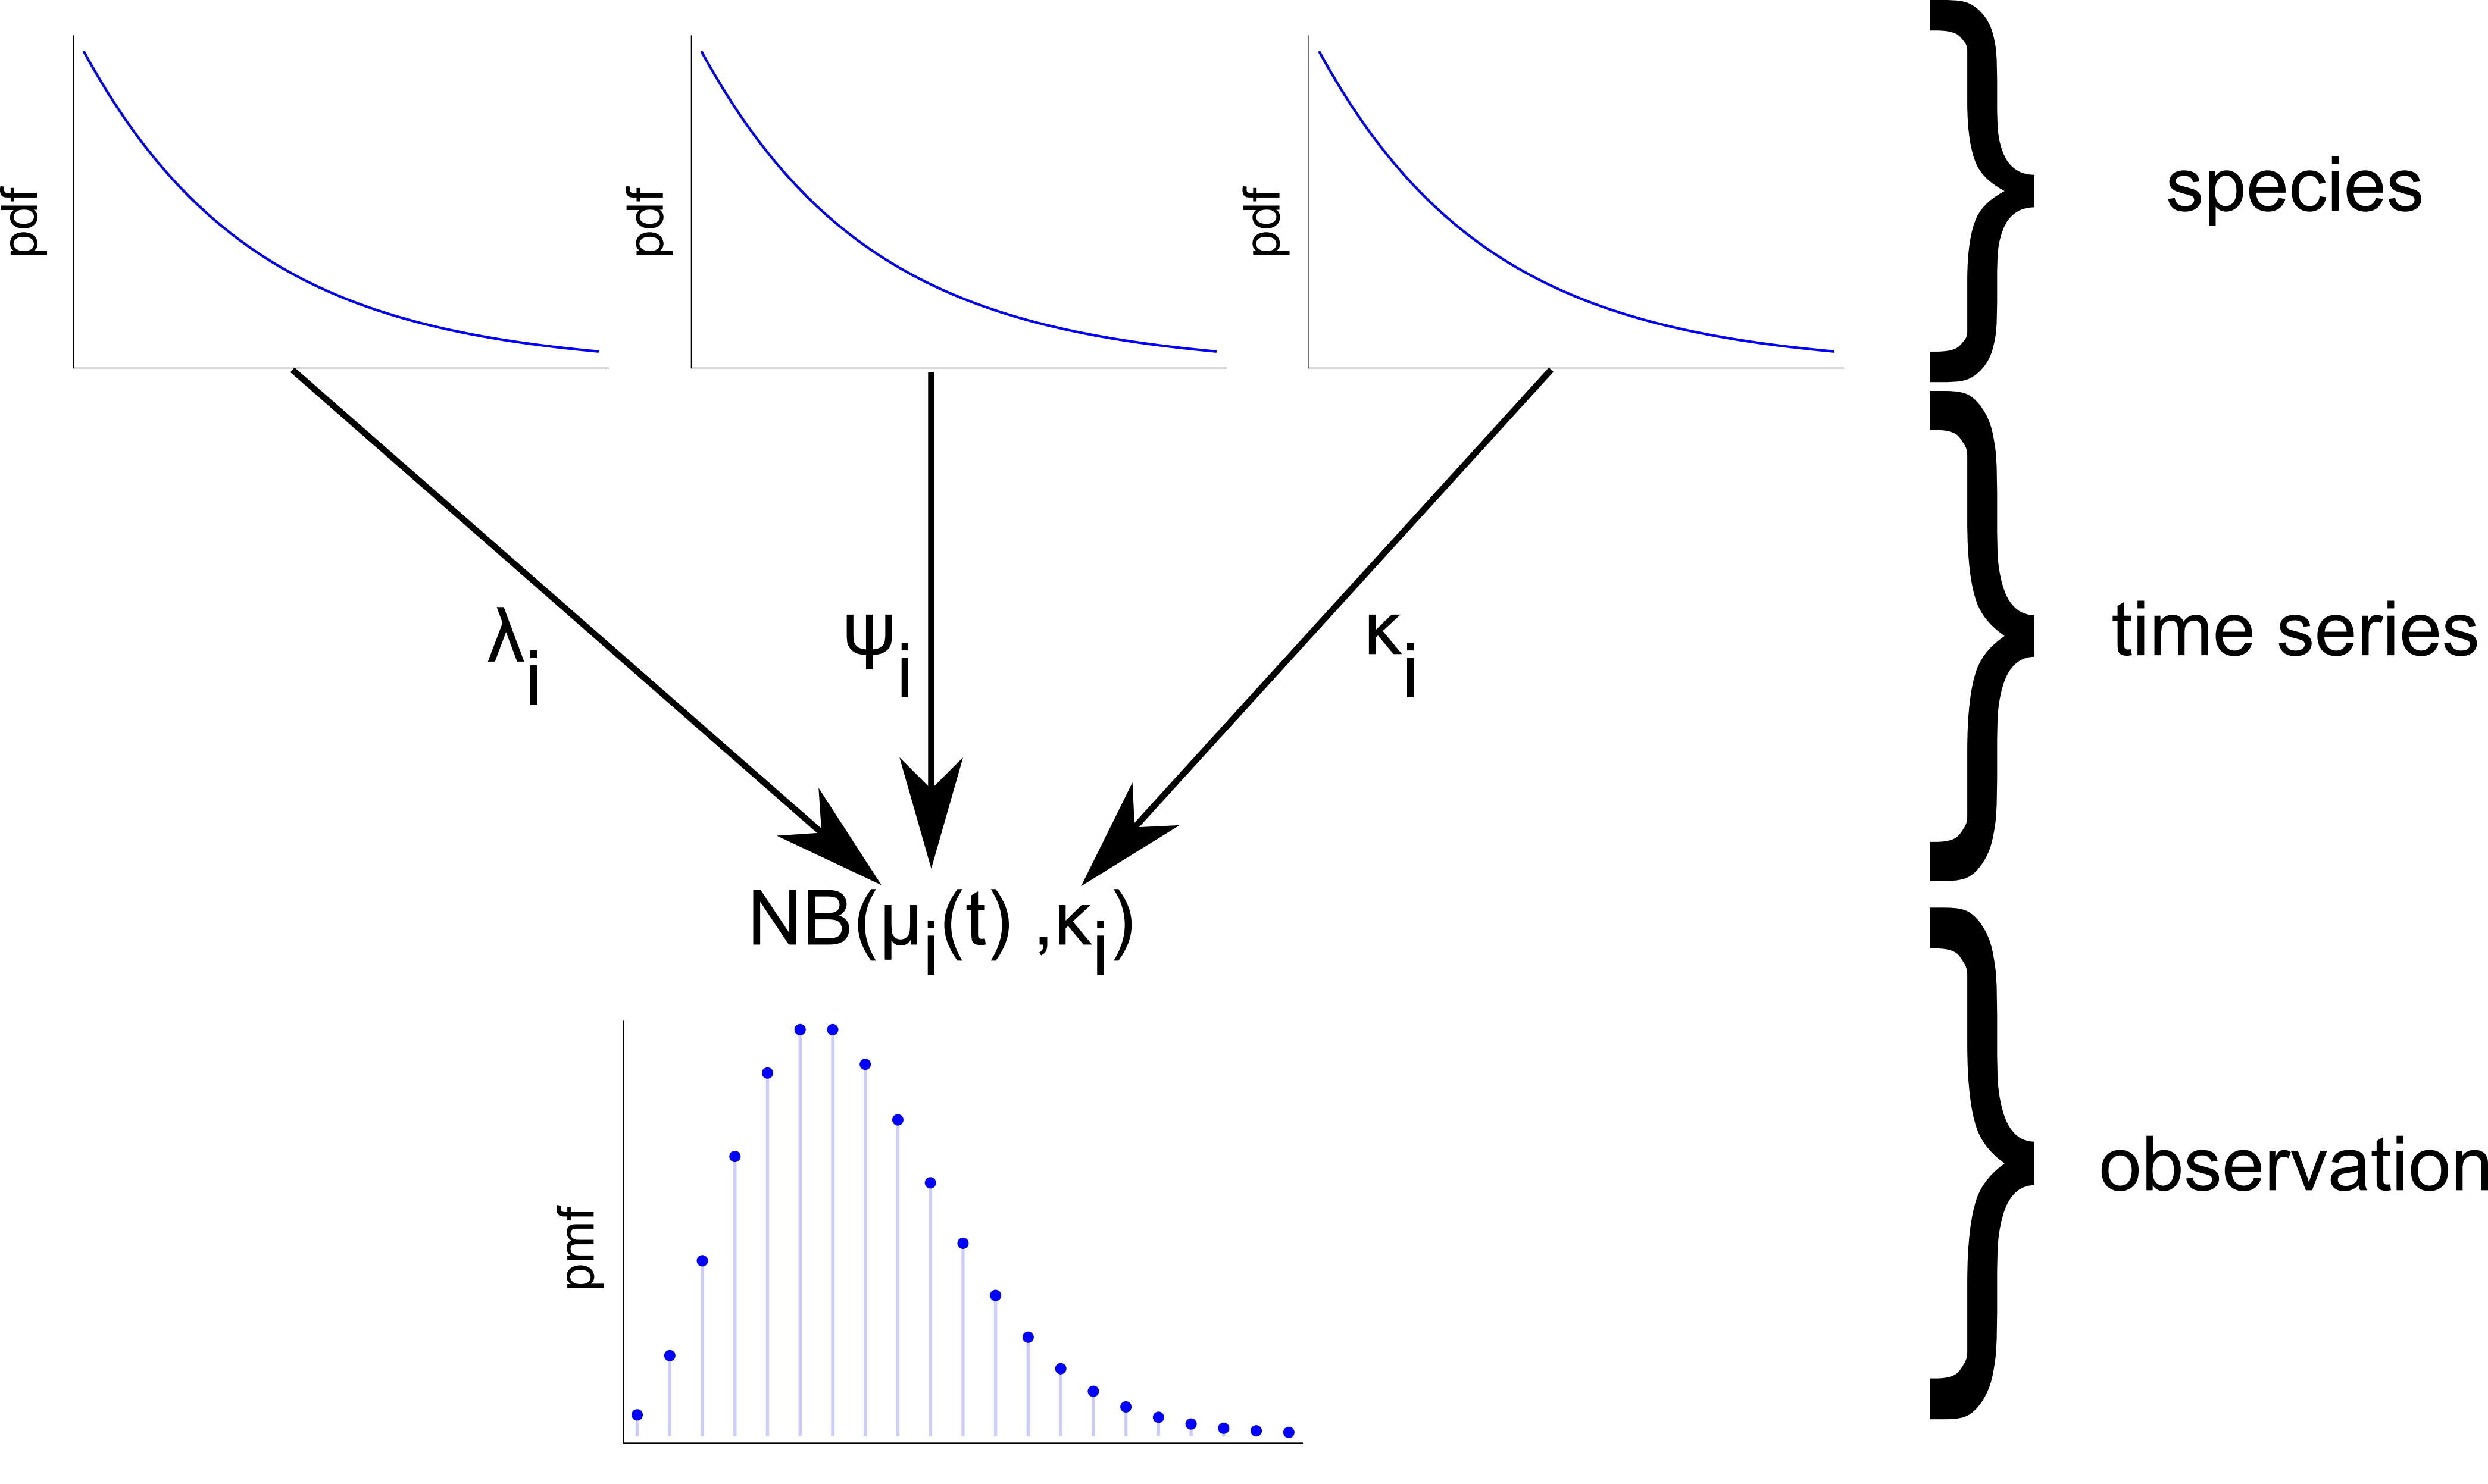 pdf
pdf
pdf
species
λi
ψi
κi
time series
NB(μi(t) ,κi)
pmf
observation